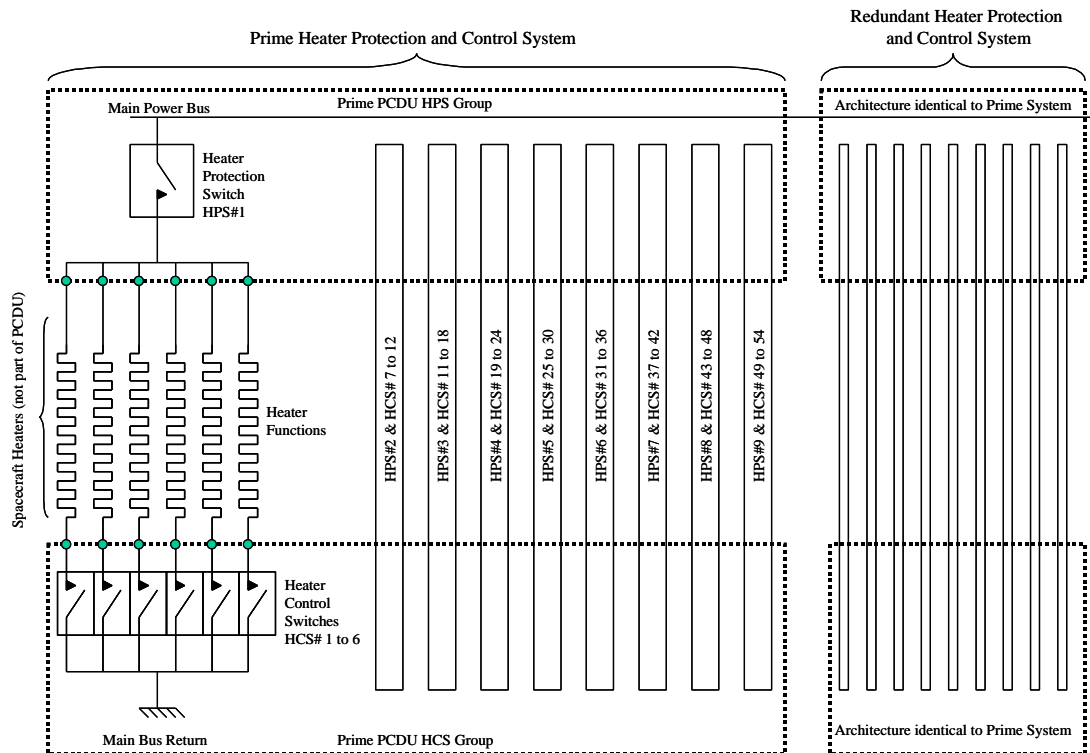 Prime Heater Protection and Control System
Redundant Heater Protection
and Control System
Main Power Bus
Prime PCDU HPS Group
Architecture identical to Prime System
Heater
Protection
Switch
HPS#1
Spacecraft Heaters (not part of PCDU)
Heater
Functions
HPS#2 & HCS# 7 to 12
HPS#3 & HCS# 11 to 18
HPS#4 & HCS# 19 to 24
HPS#5 & HCS# 25 to 30
HPS#6 & HCS# 31 to 36
HPS#7 & HCS# 37 to 42
HPS#8 & HCS# 43 to 48
HPS#9 & HCS# 49 to 54
Heater
Control
Switches
HCS# 1 to 6
Main Bus Return
Prime PCDU HCS Group
Architecture identical to Prime System